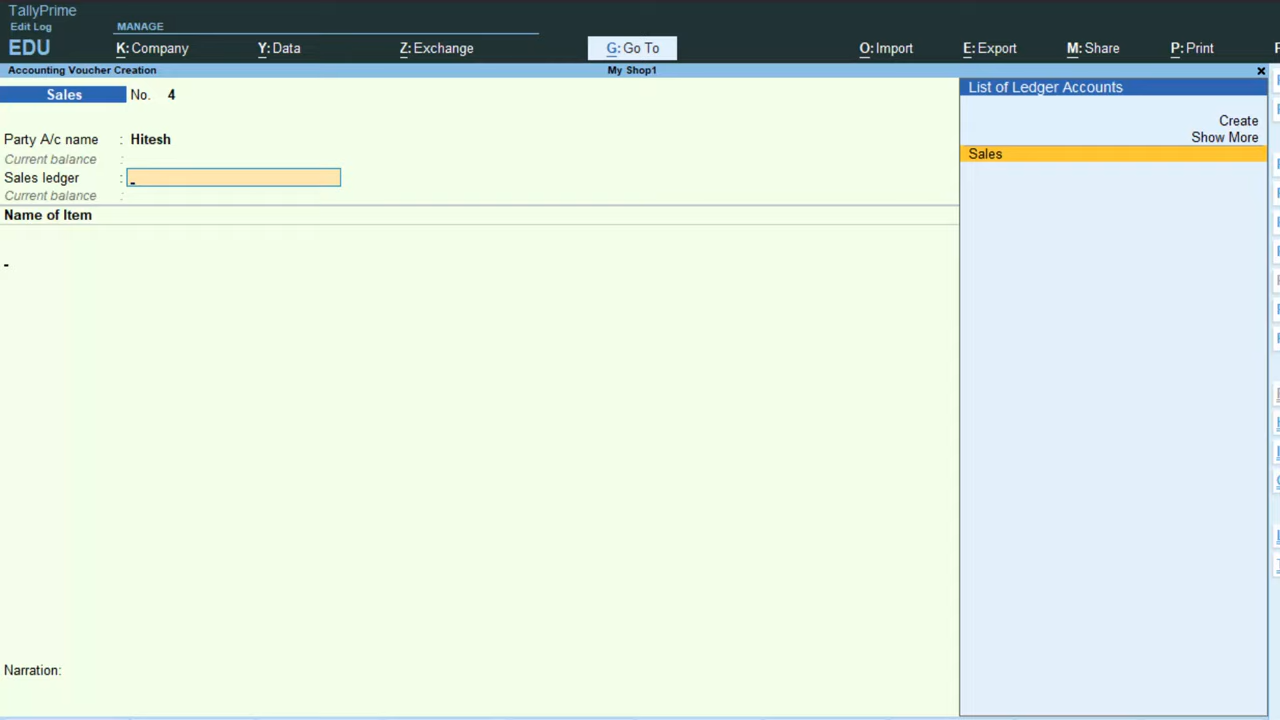 TallyPrime
Edit Log
MANAGE
EDU
K: Company
Y: Data
Z: Exchange
G: Go To
O: Import
E: Export
M: Share
P: Print
Accounting Voucher Creation
My Shop1
Sales
No. 4
Party A/c name : Hitesh
Current balance :
Sales ledger :
Current balance :
Name of Item
Narration:
List of Ledger Accounts
Create
Show More
Sales